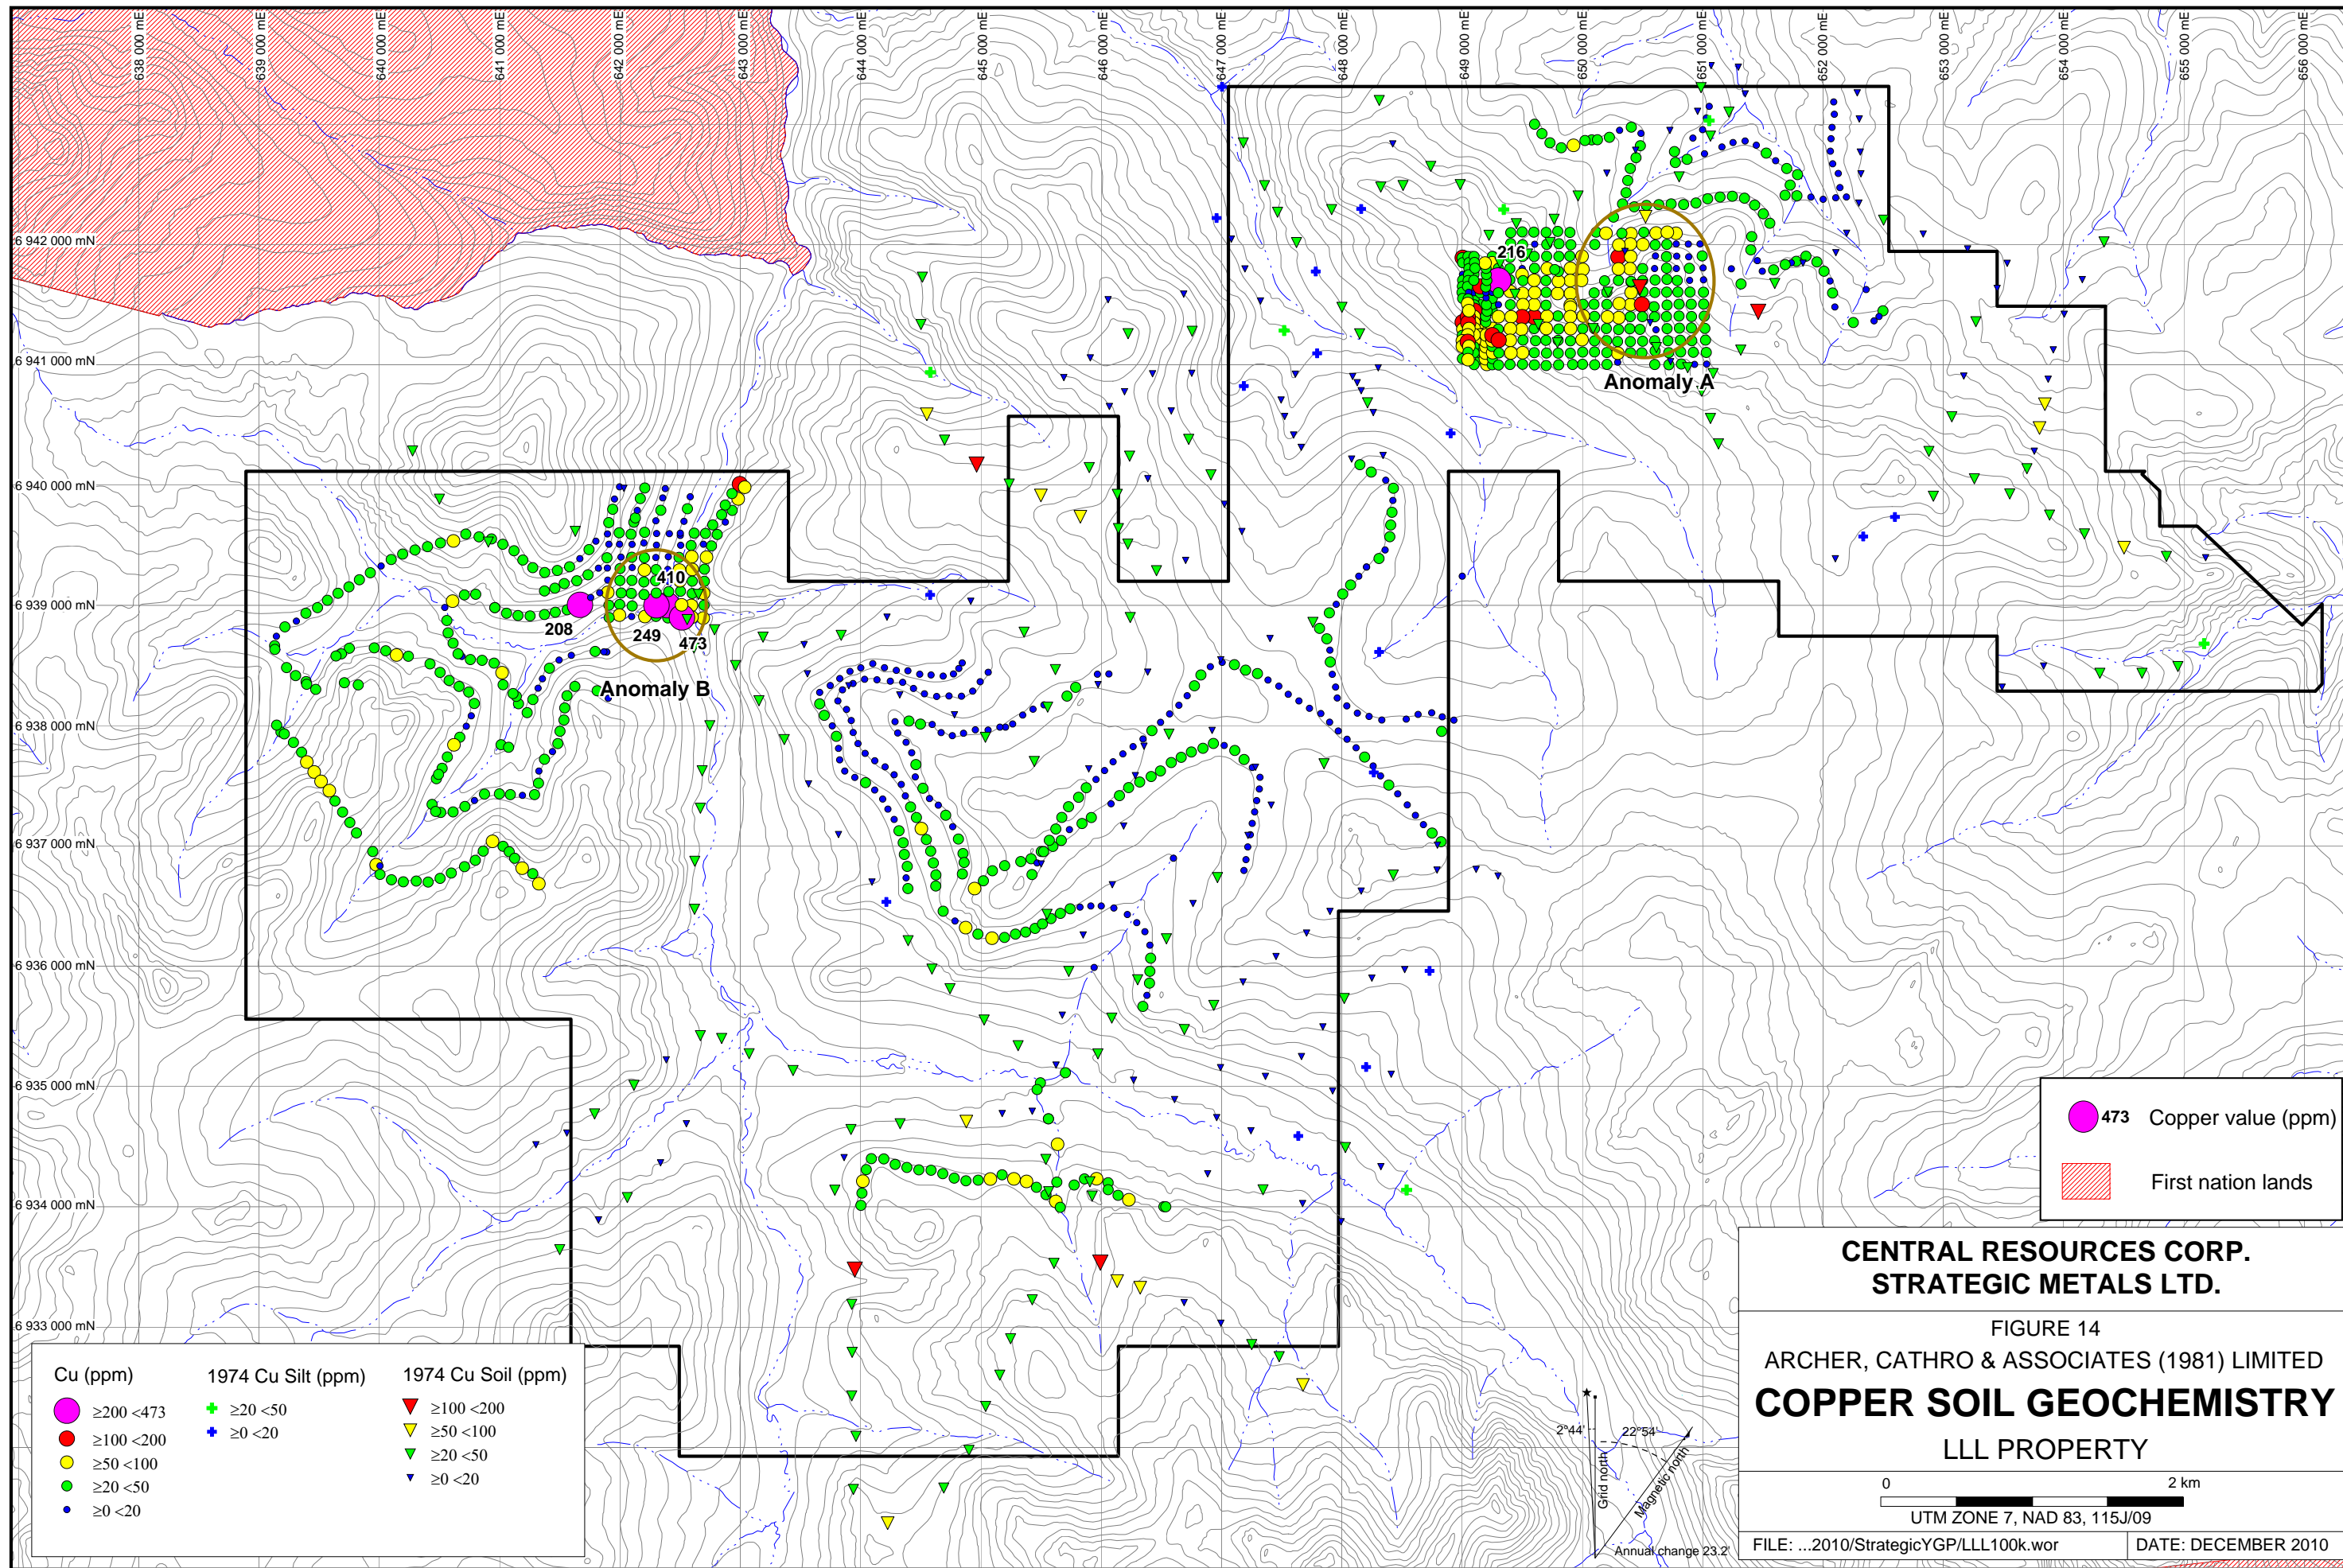 638 000 mE
639 000 mE
640 000 mE
641 000 mE
642 000 mE
643 000 mE
644 000 mE
645 000 mE
646 000 mE
647 000 mE
648 000 mE
649 000 mE
650 000 mE
651 000 mE
652 000 mE
653 000 mE
654 000 mE
655 000 mE
656 000 mE
6 942 000 mN
216
6 941 000 mN
Anomaly A
6 940 000 mN
410
6 939 000 mN
208
249
473
Anomaly B
6 938 000 mN
6 937 000 mN
6 936 000 mN
6 935 000 mN
6 934 000 mN
6 933 000 mN
473 Copper value (ppm)
First nation lands
Cu (ppm)
≥200 <473
≥100 <200
≥50 <100
≥20 <50
≥0 <20
1974 Cu Silt (ppm)
≥20 <50
≥0 <20
1974 Cu Soil (ppm)
≥100 <200
≥50 <100
≥20 <50
≥0 <20
2°44'
22°54'
Grid north
Magnetic north
Annual change 23.2'
CENTRAL RESOURCES CORP.
STRATEGIC METALS LTD.
FIGURE 14
ARCHER, CATHRO & ASSOCIATES (1981) LIMITED
COPPER SOIL GEOCHEMISTRY
LLL PROPERTY
0 2 km
UTM ZONE 7, NAD 83, 115J/09
FILE: ...2010/StrategicYGP/LLL100k.wor
DATE: DECEMBER 2010